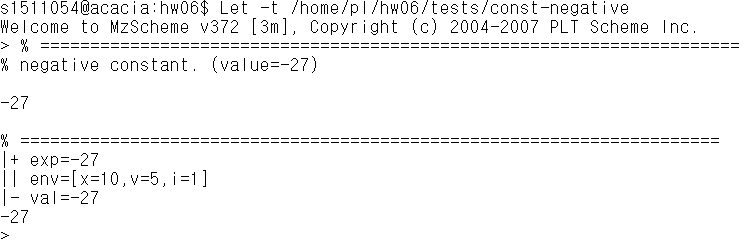 s1511054@acacia:hw06$ Let -t /home/pl/hw06/tests/const-negative
Welcome to MzScheme v372 [3m], Copyright (c) 2004-2007 PLT Scheme Inc.
> % ======================================================================
% negative constant. (value=-27)
-27
% ======================================================================
|+ exp=-27
|| env=[x=10,v=5,i=1]
|- val=-27
-27
>